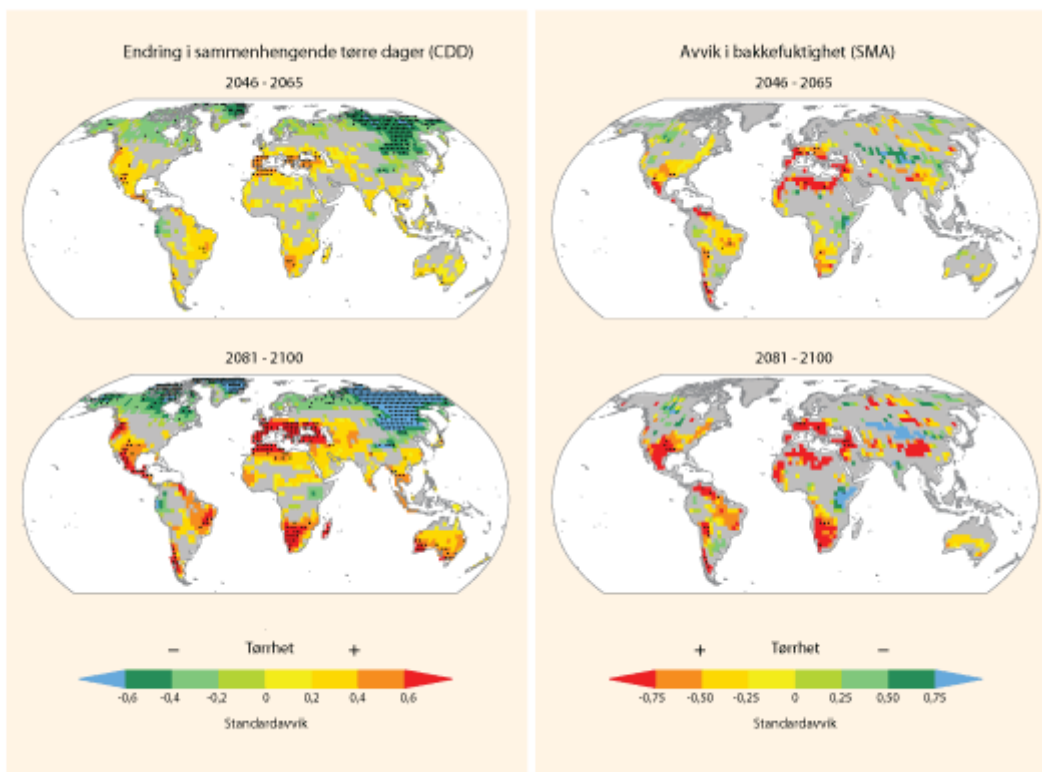 Endring i sammenhengende tørre dager (CDD)
2046 - 2065
2081 - 2100
− Tørrhet +
-0,6 -0,4 -0,2 0 0,2 0,4 0,6
Standardavvik
Avvik i bakkefuktighet (SMA)
2046 - 2065
2081 - 2100
+ Tørrhet −
-0,75 -0,50 -0,25 0 0,25 0,50 0,75
Standardavvik